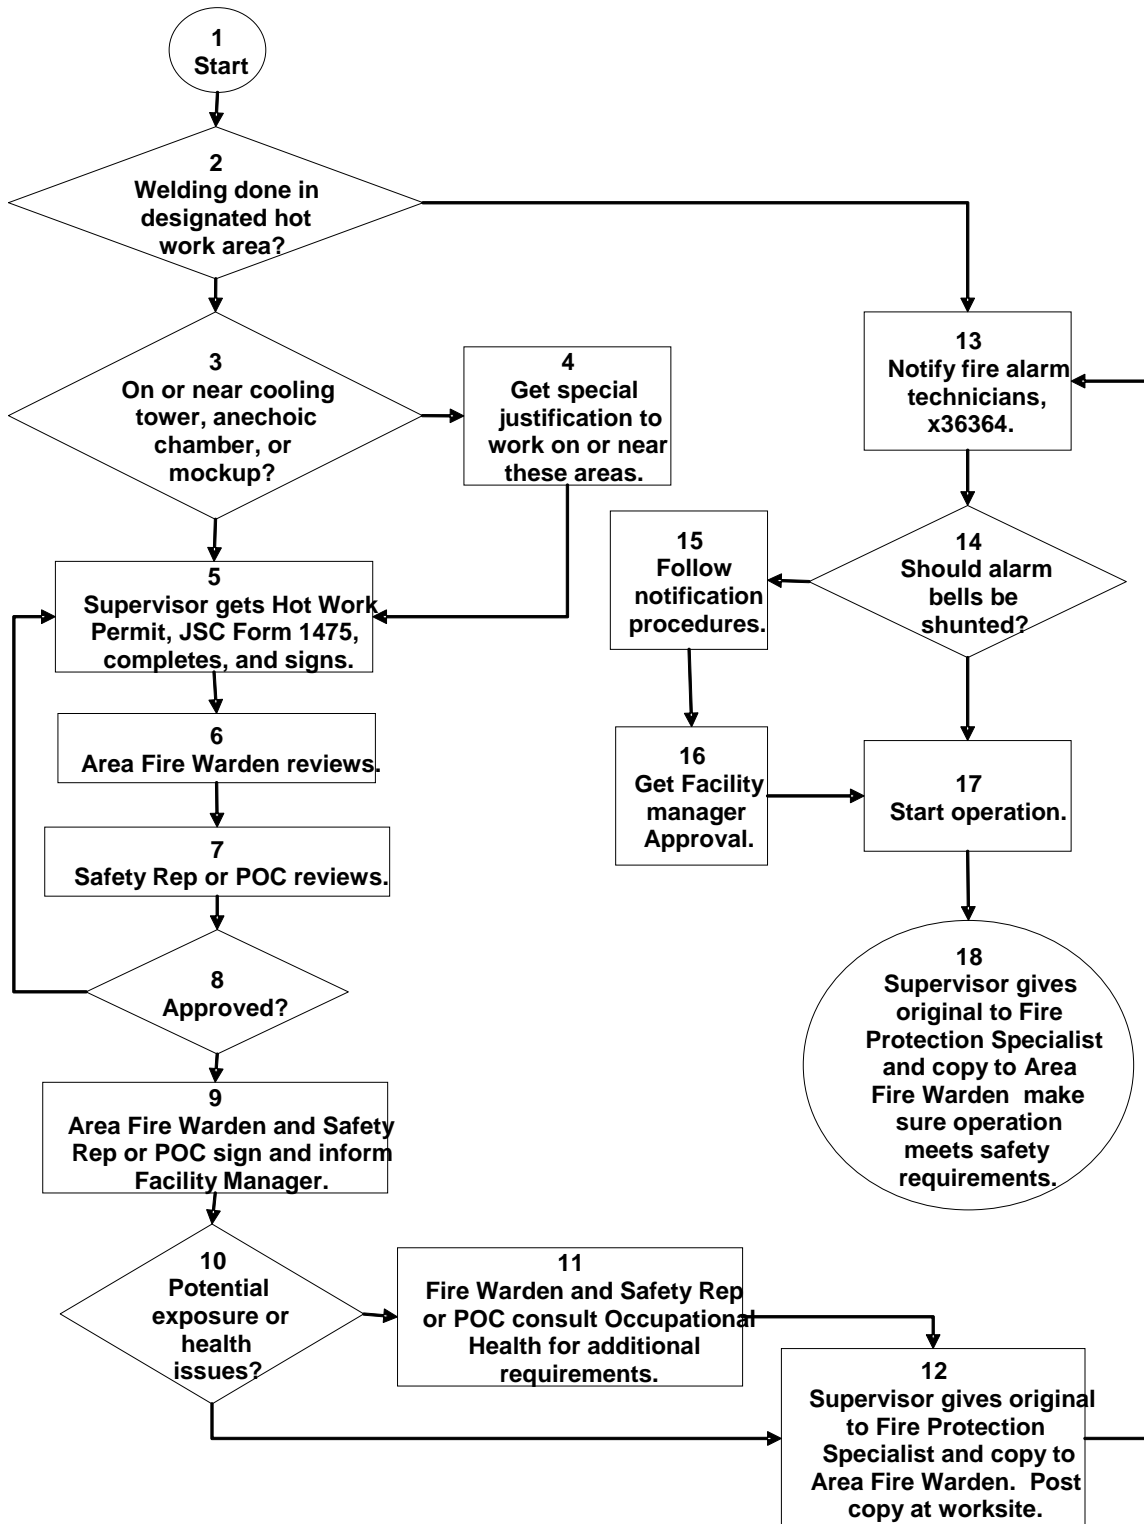 1
Start
2
Welding done in
designated hot
work area?
3
On or near cooling
tower, anechoic
chamber, or
mockup?
4
Get special
justification to
work on or near
these areas.
5
Supervisor gets Hot Work
Permit, JSC Form 1475,
completes, and signs.
6
Area Fire Warden reviews.
7
Safety Rep or POC reviews.
8
Approved?
9
Area Fire Warden and Safety
Rep or POC sign and inform
Facility Manager.
10
Potential
exposure or
health
issues?
11
Fire Warden and Safety Rep
or POC consult Occupational
Health for additional
requirements.
12
Supervisor gives original
to Fire Protection
Specialist and copy to
Area Fire Warden.  Post
copy at worksite.
13
Notify fire alarm
technicians,
x36364.
14
Should alarm
bells be
shunted?
15
Follow
notification
procedures.
16
Get Facility
manager
Approval.
17
Start operation.
18
Supervisor gives
original to Fire
Protection Specialist
and copy to Area
Fire Warden  make
sure operation
meets safety
requirements.